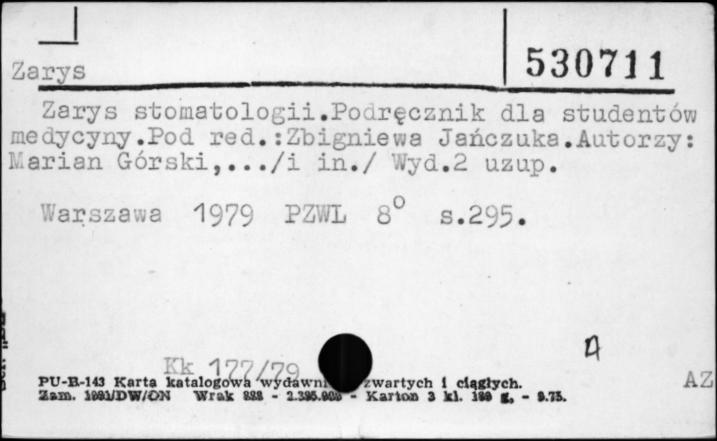 Zarys
530711
Zarys stomatologii.Podręcznik dla studentów
medycyny.Pod red.:Zbigniewa Jańczuka.Autorzy:
Marian Górski,.../i in./ Wyd.2 uzup.
Warszawa 1979 PZWL 8° s.295.
Kk 177/79
AZ
PU-B-143 Karta katalogowa zwartych i ciągłych.
Zam. Wrak - Karton 3 kl. - 9.75.